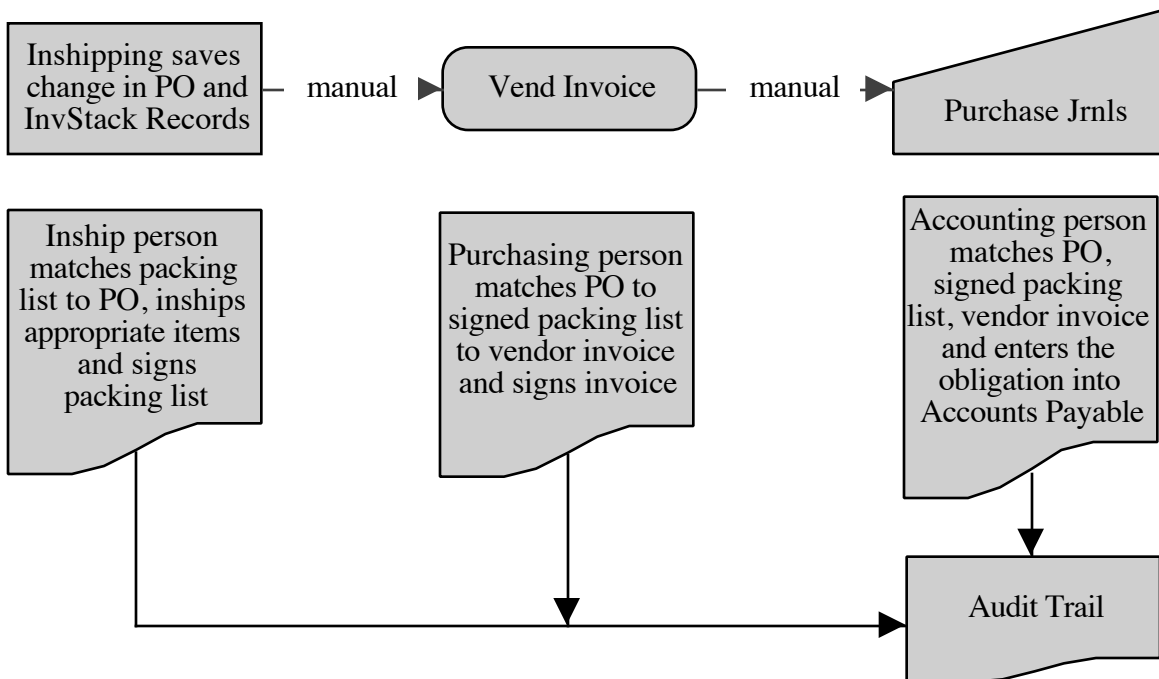 Inshipping saves
change in PO and
InvStack Records
manual
Vend Invoice
manual
Purchase Jrnls
Inship person
matches packing
list to PO, inships
appropriate items
and signs
packing list
Purchasing person
matches PO to
signed packing list
to vendor invoice
and signs invoice
Accounting person
matches PO,
signed packing
list, vendor invoice
and enters the
obligation into
Accounts Payable
Audit Trail